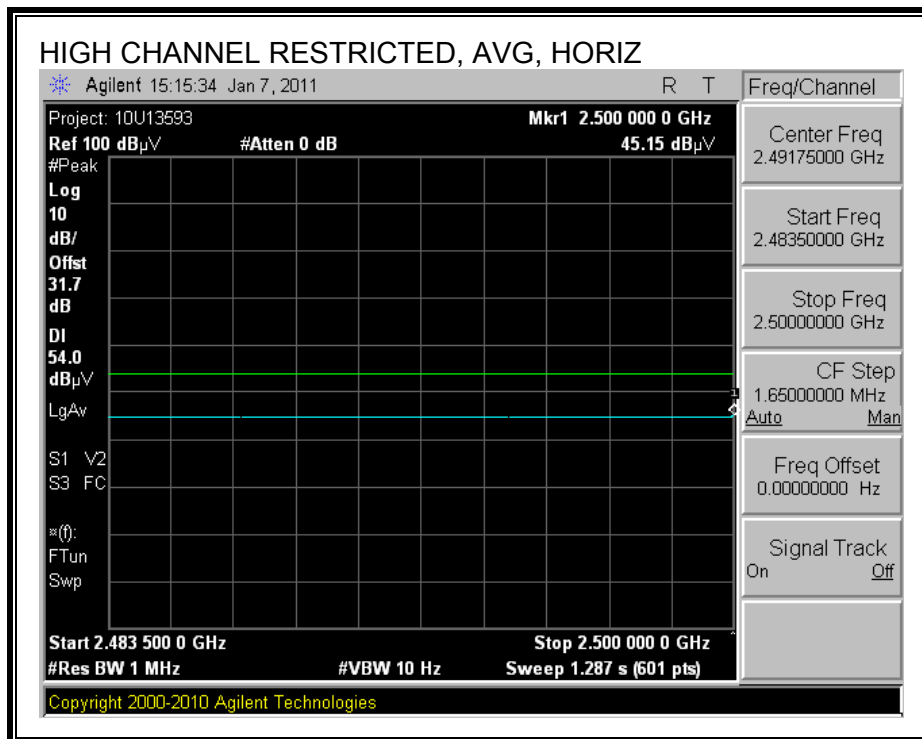 HIGH CHANNEL RESTRICTED, AVG, HORIZ
Agilent 15:15:34 Jan 7, 2011
R T
Freq/Channel
Project: 10U13593
Mkr1 2.500 000 0 GHz
Ref 100 dBµV
#Atten 0 dB
45.15 dBµV
#Peak
Log
10
dB/
Offst
31.7
dB
DI
54.0
dBµV
LgAv
S1 V2
S3 FC
¤(f):
FTun
Swp
1
Start 2.483 500 0 GHz
Stop 2.500 000 0 GHz
#Res BW 1 MHz
#VBW 10 Hz
Sweep 1.287 s (601 pts)
Center Freq
2.49175000 GHz
Start Freq
2.48350000 GHz
Stop Freq
2.50000000 GHz
CF Step
1.65000000 MHz
Auto Man
Freq Offset
0.00000000 Hz
Signal Track
On Off
Copyright 2000-2010 Agilent Technologies